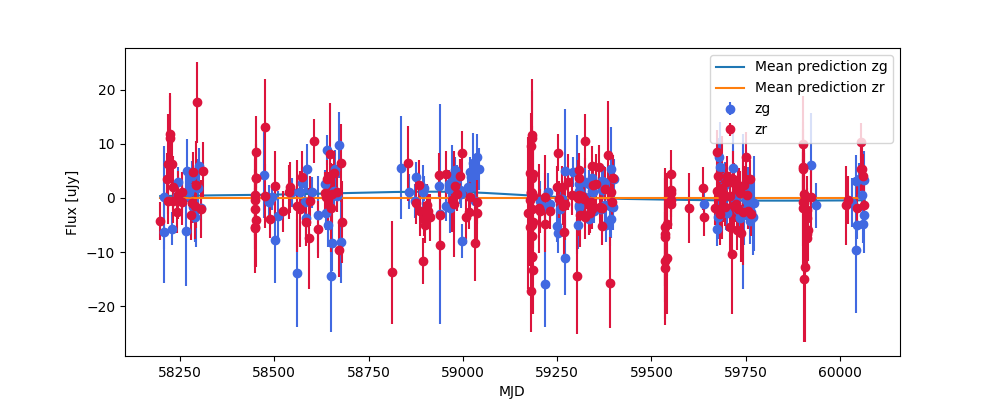 Mean prediction zg
Mean prediction zr
zg
zr
20
10
0
−10
−20
Flux [uJy]
58250
58500
58750
59000
59250
59500
59750
60000
MJD